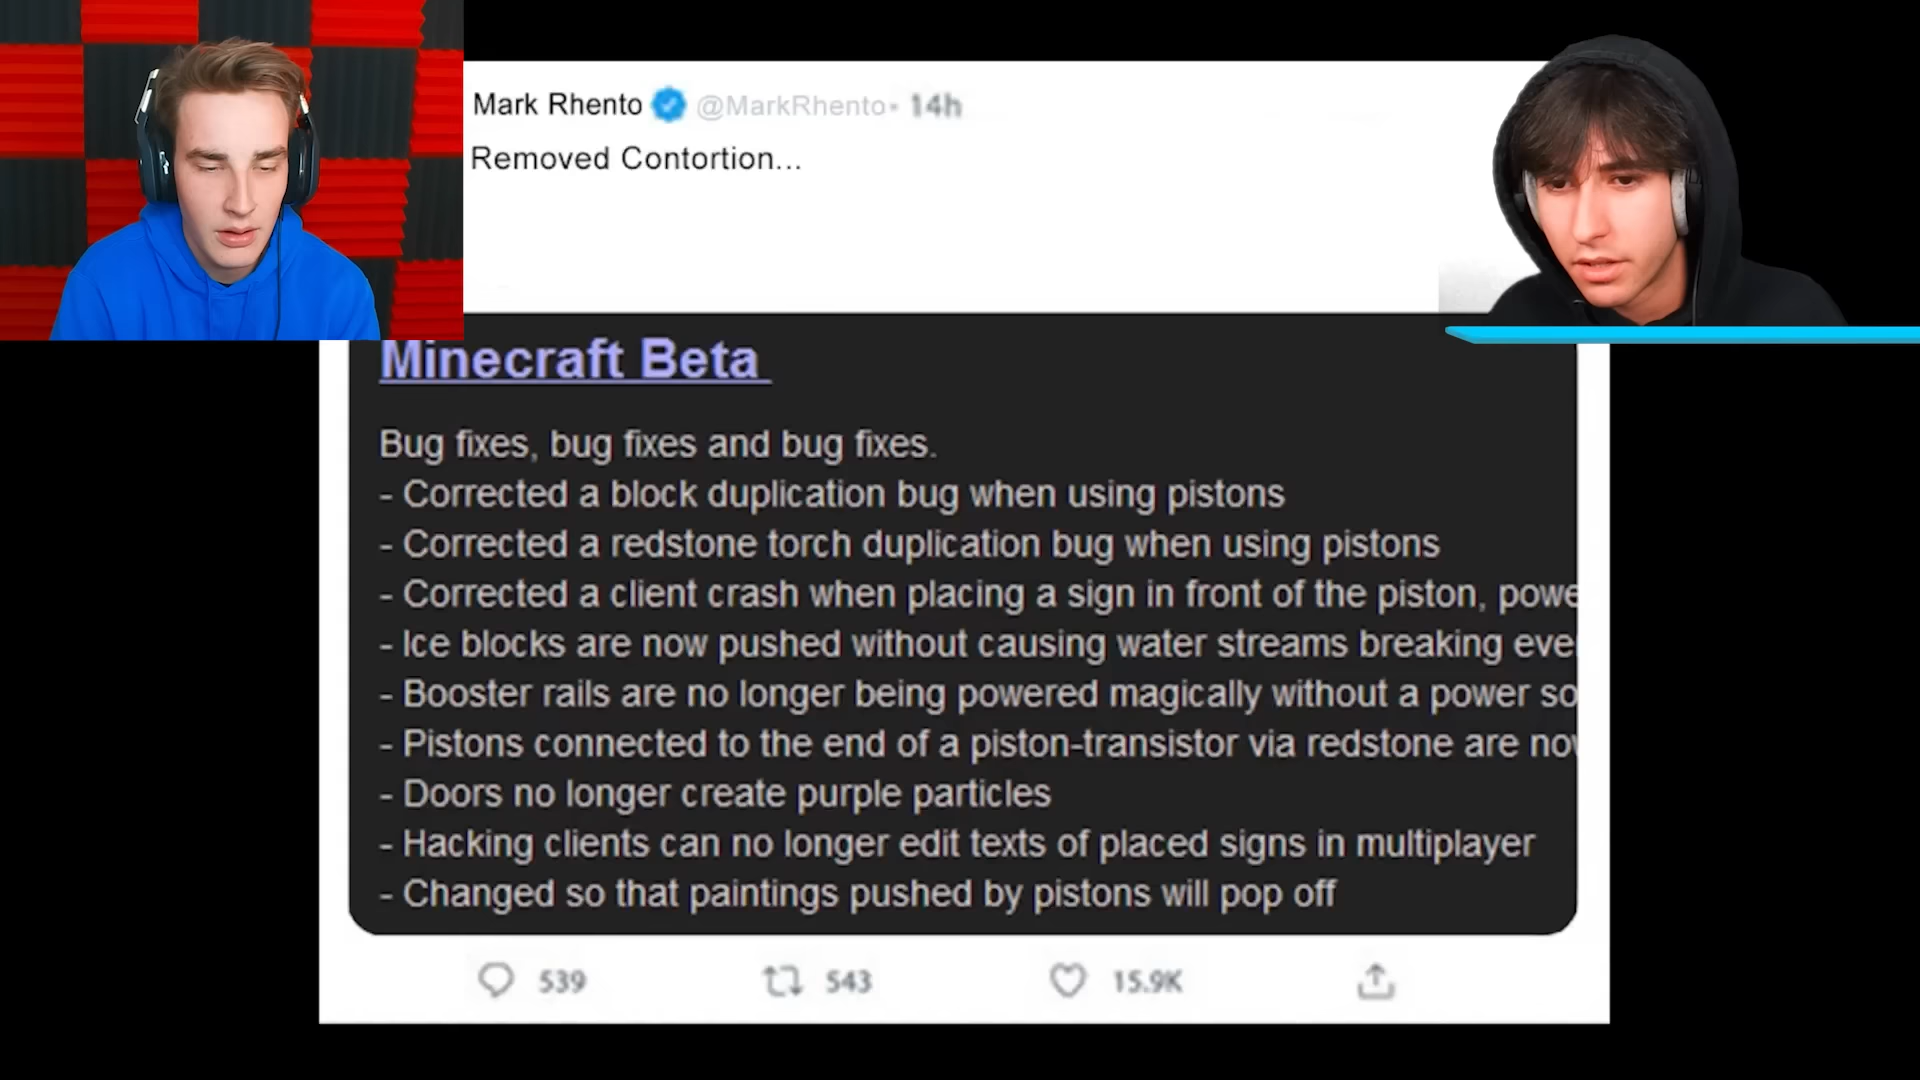 Mark Rhento @MarkRhento • 14h
Removed Contortion...
Minecraft Beta
Bug fixes, bug fixes and bug fixes.
- Corrected a block duplication bug when using pistons
- Corrected a redstone torch duplication bug when using pistons
- Corrected a client crash when placing a sign in front of the piston, powe
- Ice blocks are now pushed without causing water streams breaking eve
- Booster rails are no longer being powered magically without a power so
- Pistons connected to the end of a piston-transistor via redstone are no
- Doors no longer create purple particles
- Hacking clients can no longer edit texts of placed signs in multiplayer
- Changed so that paintings pushed by pistons will pop off
539 543 15.9K